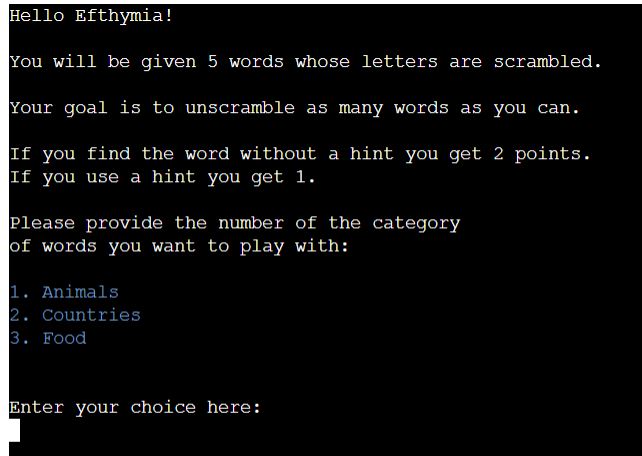 Hello Efthymia!
You will be given 5 words whose letters are scrambled.
Your goal is to unscramble as many words as you can.
If you find the word without a hint you get 2 points.
If you use a hint you get 1.
Please provide the number of the category
of words you want to play with:
1. Animals
2. Countries
3. Food
Enter your choice here: